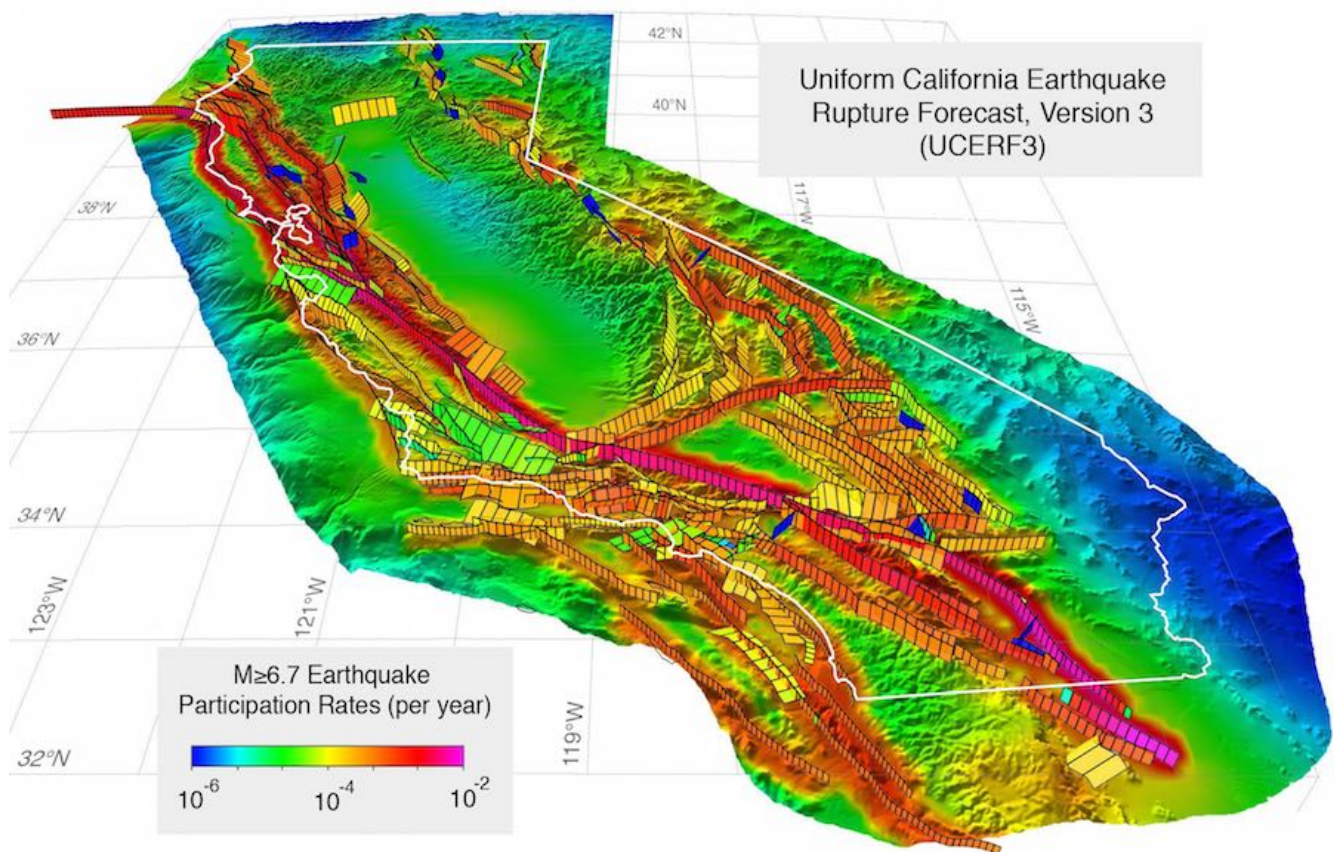 42°N
40°N
Uniform California Earthquake
Rupture Forecast, Version 3
(UCERF3)
38°N
117°W
115°W
36°N
34°N
123°W
121°W
119°W
32°N
M≥6.7 Earthquake
Participation Rates (per year)
10-6 10-4 10-2